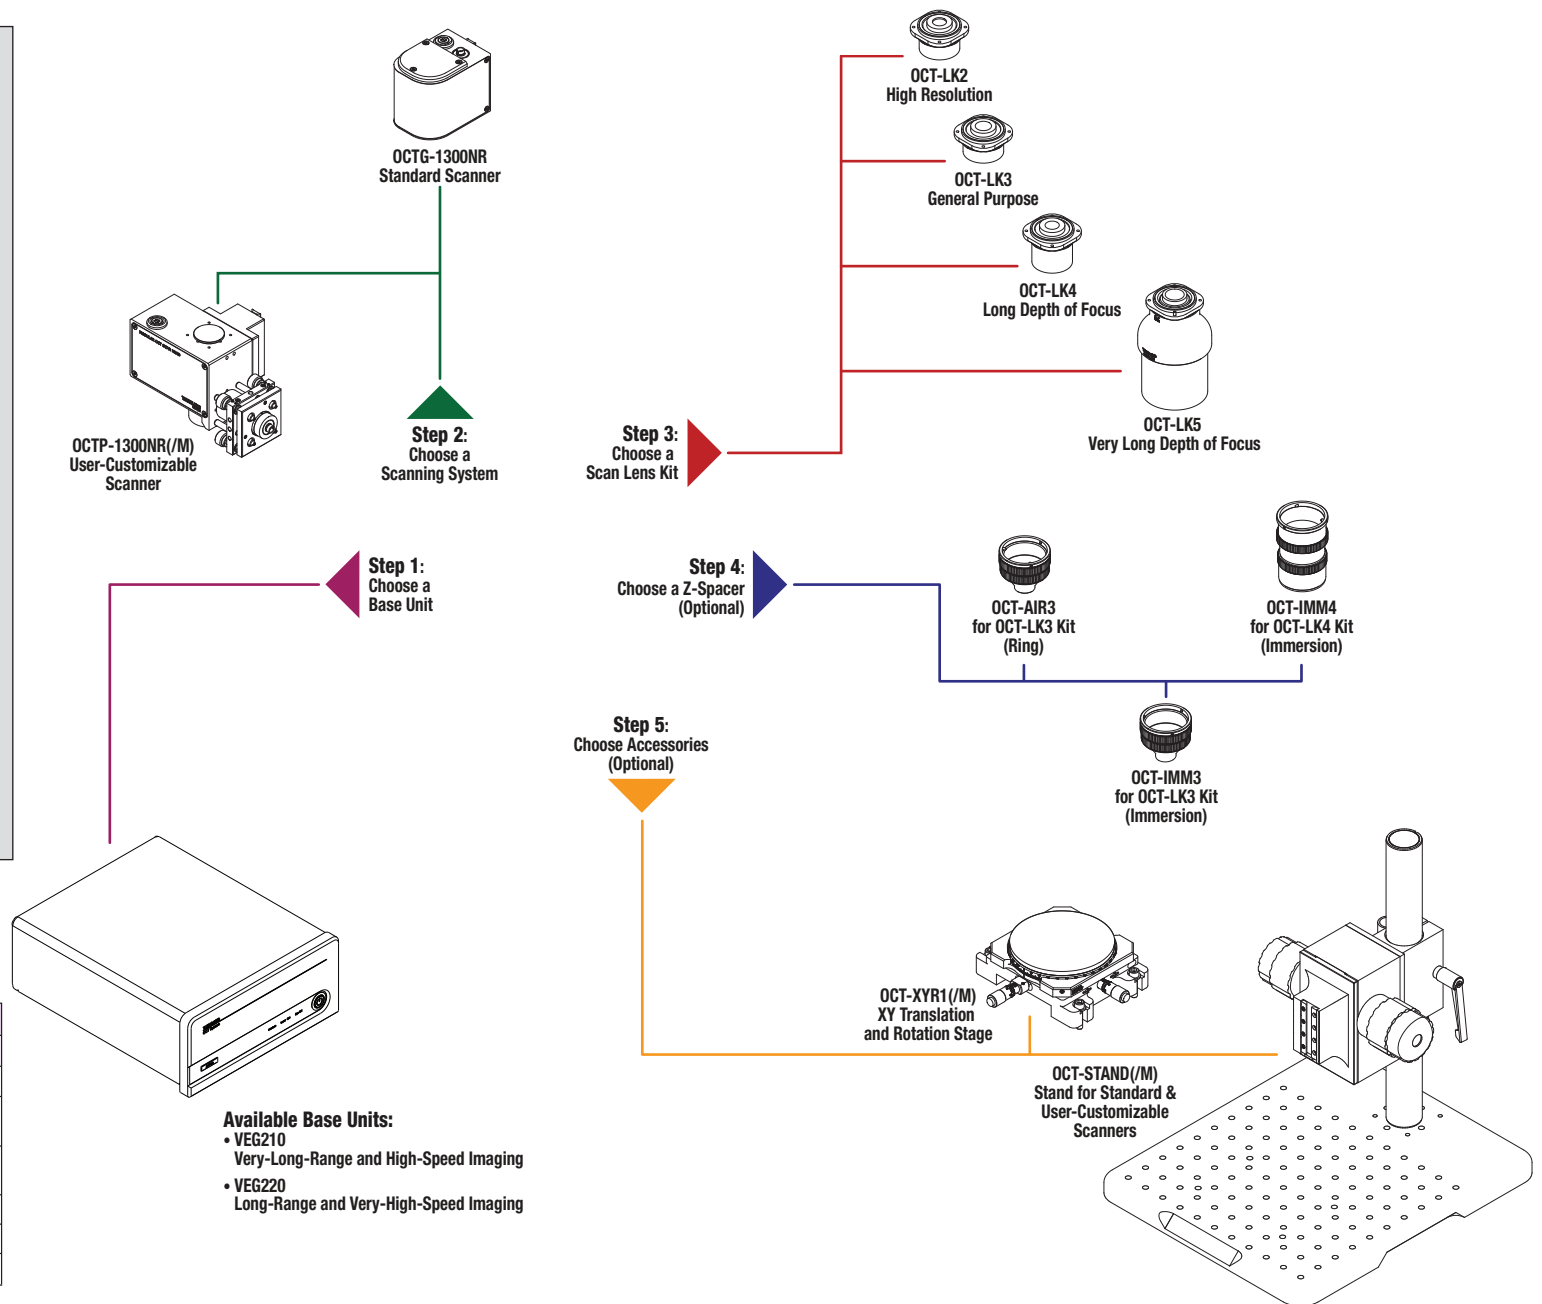 OCTG-1300NR
Standard Scanner
OCTP-1300NR(/M)
User-Customizable
Scanner
Step 2:
Choose a
Scanning System
OCT-LK2
High Resolution
OCT-LK3
General Purpose
OCT-LK4
Long Depth of Focus
OCT-LK5
Very Long Depth of Focus
Step 3:
Choose a
Scan Lens Kit
Step 1:
Choose a
Base Unit
Step 4:
Choose a Z-Spacer
(Optional)
OCT-AIR3
for OCT-LK3 Kit
(Ring)
OCT-IMM4
for OCT-LK4 Kit
(Immersion)
OCT-IMM3
for OCT-LK3 Kit
(Immersion)
Step 5:
Choose Accessories
(Optional)
OCT-XYR1(/M)
XY Translation
and Rotation Stage
OCT-STAND(/M)
Stand for Standard &
User-Customizable
Scanners
Available Base Units:
• VEG210
Very-Long-Range and High-Speed Imaging
• VEG220
Long-Range and Very-High-Speed Imaging